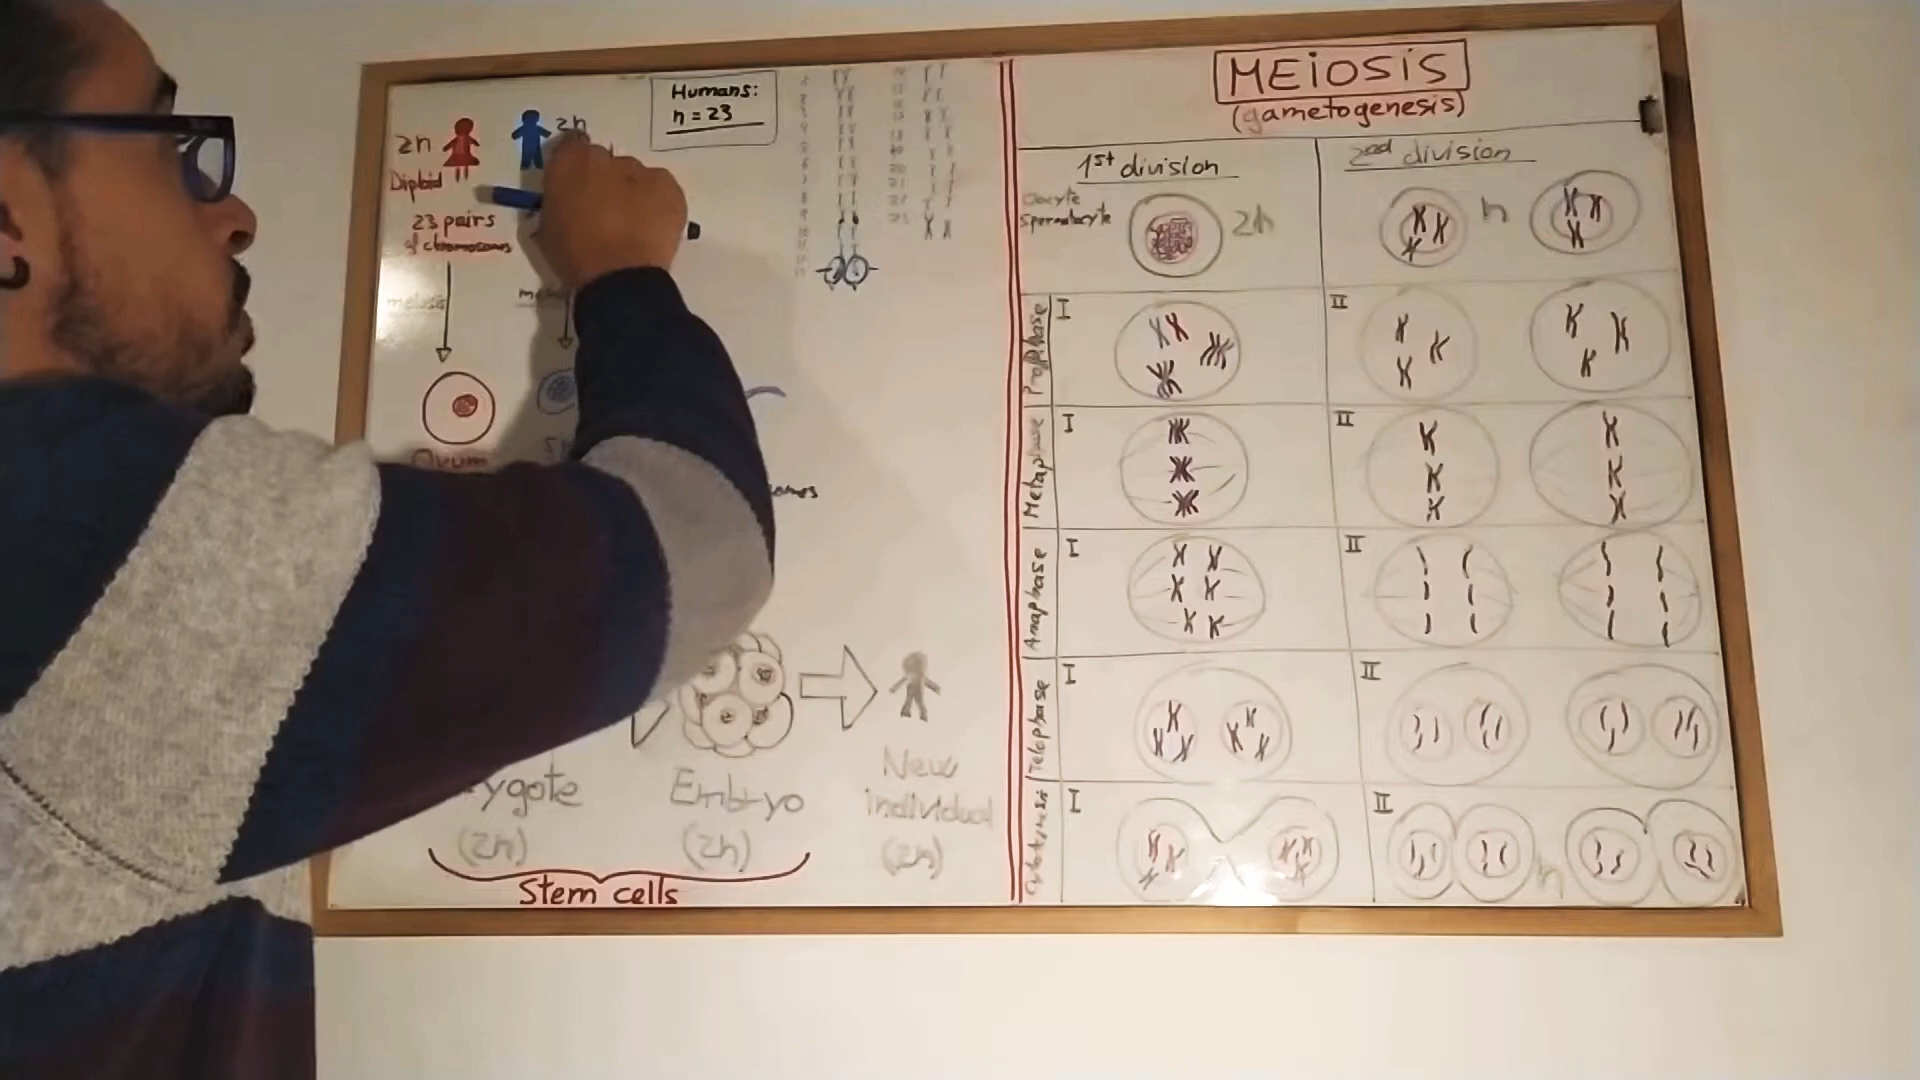 Humans:
n = 23
2n
2n
Diploid
23 pairs
of chromosomes
meiosis
Ovum
zygote
(2n)
Embryo
(2n)
New
individual
(2n)
Stem cells
MEIOSIS
(gametogenesis)
1st division
2nd division
Oocyte
Spermatocyte
2n
n
Prophase
I
II
Metaphase
I
II
Anaphase
I
II
Telophase
I
II
Cytokinesis
I
II
n